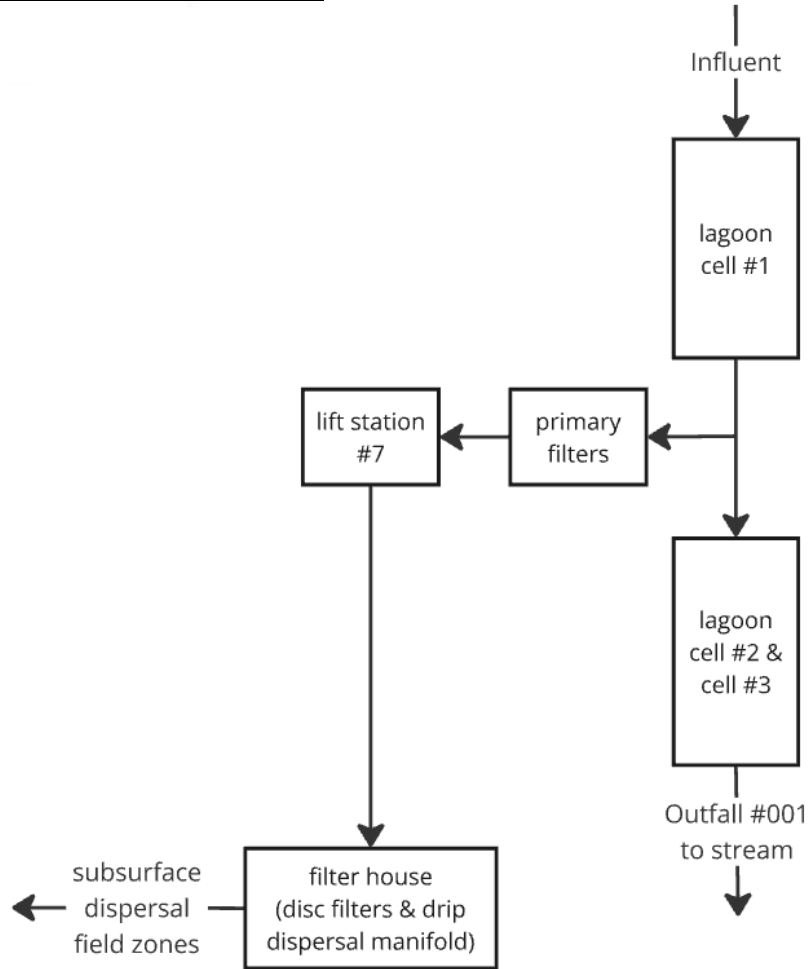 Influent
lagoon
cell #1
lift station
#7
primary
filters
lagoon
cell #2 &
cell #3
Outfall #001
to stream
filter house
(disc filters & drip
dispersal manifold)
subsurface
dispersal
field zones